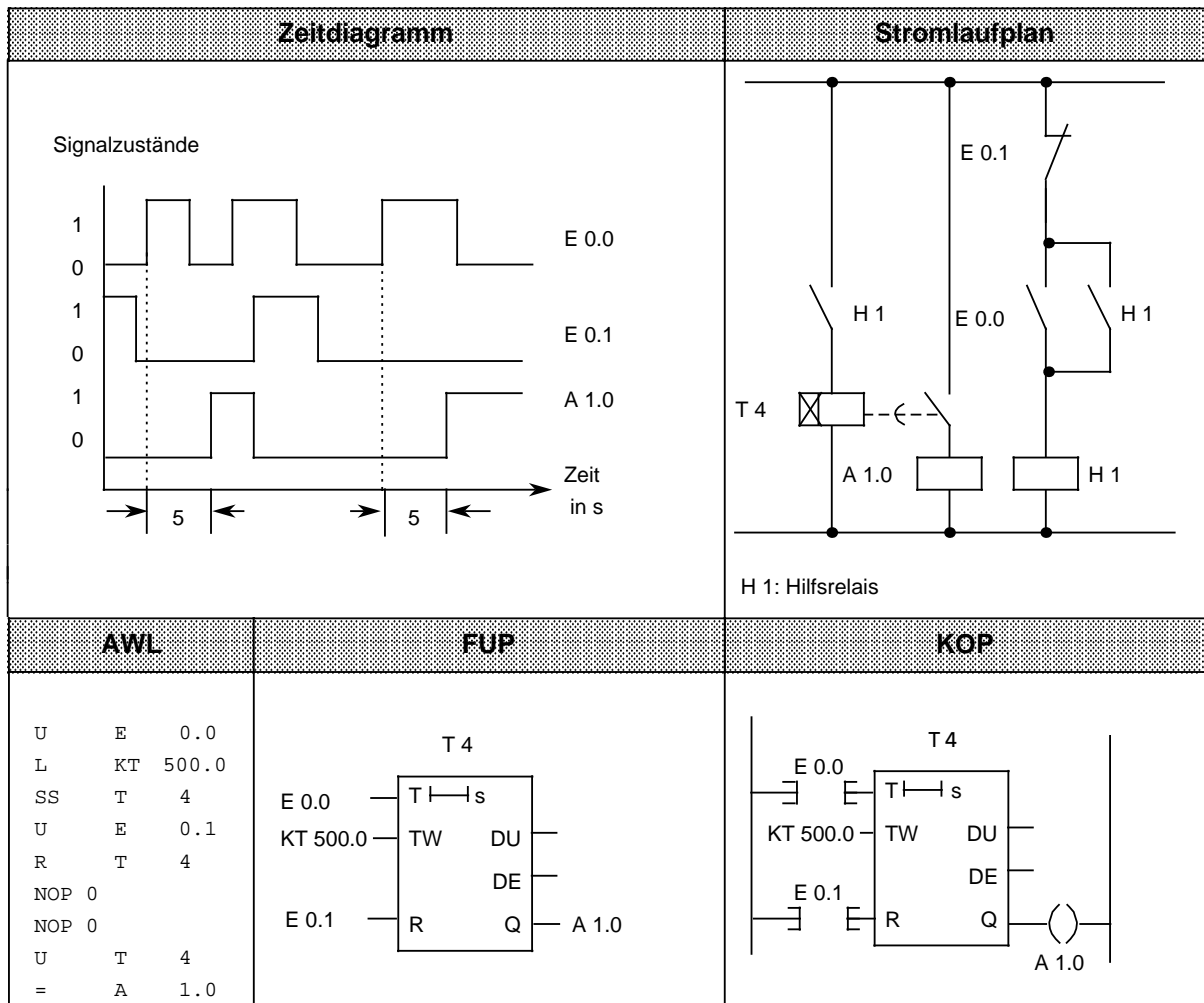 Zeitdiagramm
Stromlaufplan
Signalzustände
1
0
E 0.0
1
0
E 0.1
1
0
A 1.0
Zeit
in s
5
5
E 0.1
H 1
E 0.0
H 1
T 4
A 1.0
H 1
H 1: Hilfsrelais
AWL
FUP
KOP
U E 0.0
L KT 500.0
SS T 4
U E 0.1
R T 4
NOP 0
NOP 0
U T 4
= A 1.0
T 4
E 0.0
T s
KT 500.0
TW DU
DE
E 0.1
R Q
A 1.0
T 4
E 0.0
T s
KT 500.0
TW DU
DE
E 0.1
R Q
A 1.0